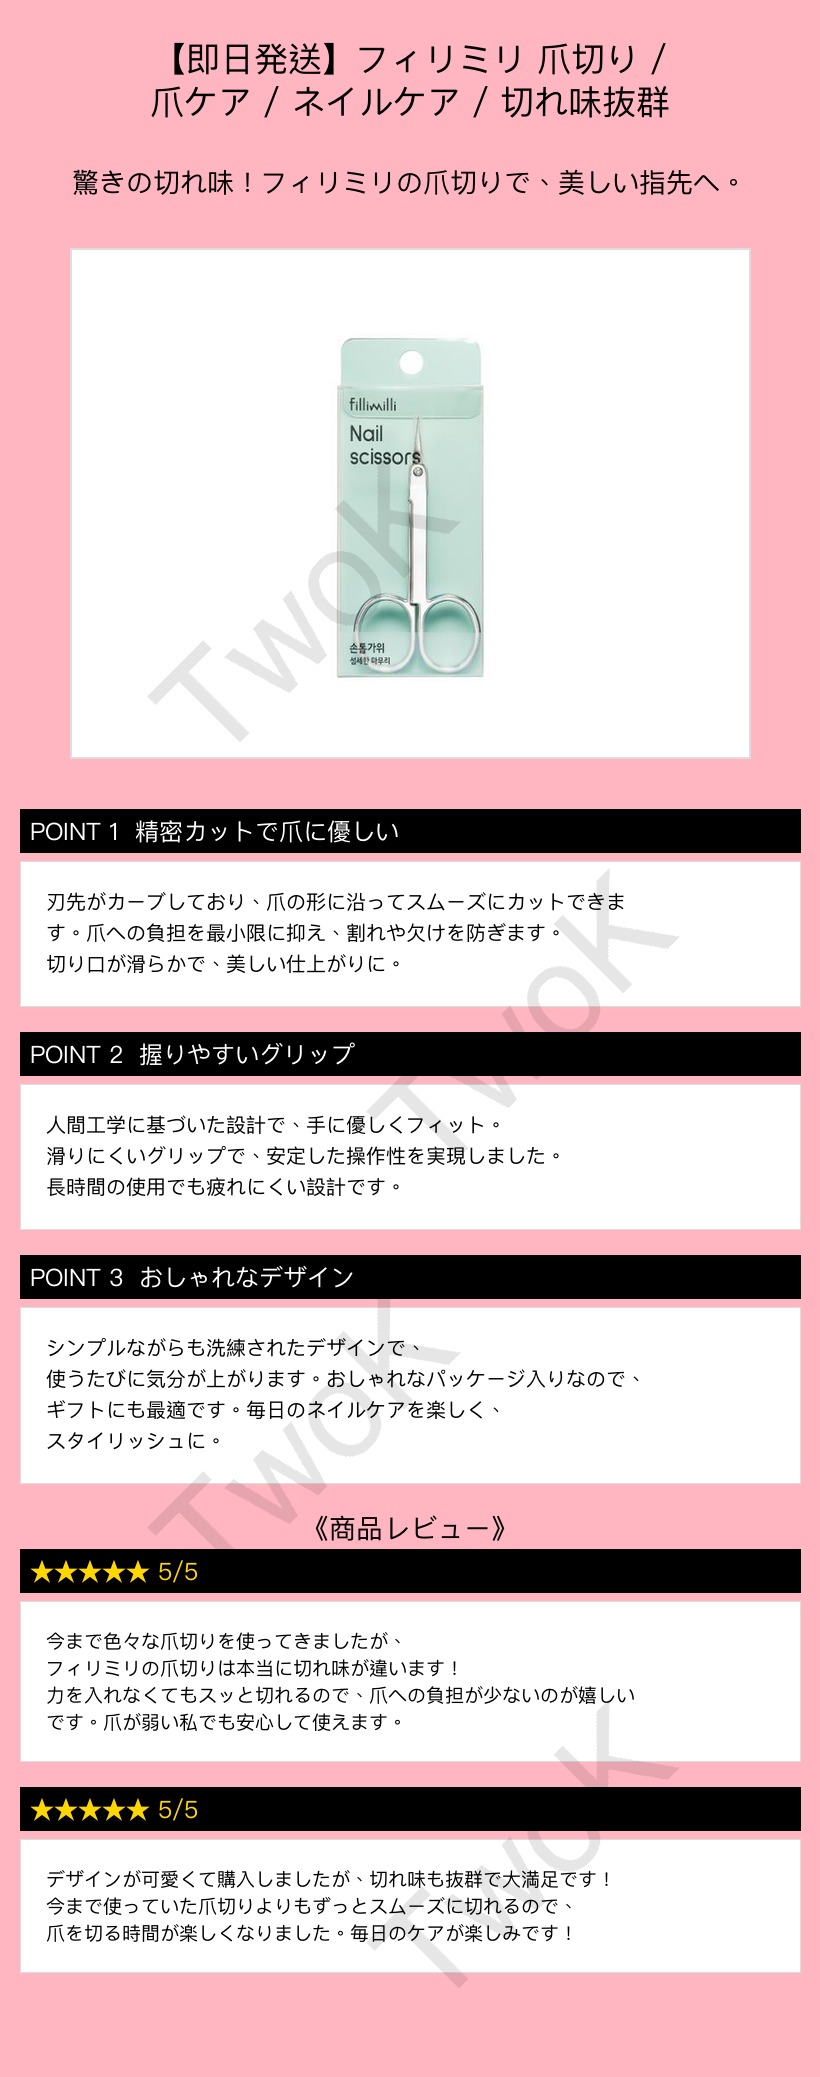 【即日発送】フィリミリ 爪切り /
爪ケア / ネイルケア / 切れ味抜群
驚きの切れ味！フィリミリの爪切りで、美しい指先へ。
fillimilli
Nail
scissors
손톱가위
섬세한 마무리
TwoK
POINT 1 精密カットで爪に優しい
刃先がカーブしており、爪の形に沿ってスムーズにカットできま
す。爪への負担を最小限に抑え、割れや欠けを防ぎます。
切り口が滑らかで、美しい仕上がりに。
TwoK
POINT 2 握りやすいグリップ
人間工学に基づいた設計で、手に優しくフィット。
滑りにくいグリップで、安定した操作性を実現しました。
長時間の使用でも疲れにくい設計です。
POINT 3 おしゃれなデザイン
シンプルながらも洗練されたデザインで、
使うたびに気分が上がります。おしゃれなパッケージ入りなので、
ギフトにも最適です。毎日のネイルケアを楽しく、
スタイリッシュに。
TwoK
《商品レビュー》
★★★★★ 5/5
今まで色々な爪切りを使ってきましたが、
フィリミリの爪切りは本当に切れ味が違います！
力を入れなくてもスッと切れるので、爪への負担が少ないのが嬉しい
です。爪が弱い私でも安心して使えます。
★★★★★ 5/5
デザインが可愛くて購入しましたが、切れ味も抜群で大満足です！
今まで使っていた爪切りよりもずっとスムーズに切れるので、
爪を切る時間が楽しくなりました。毎日のケアが楽しみです！
TwoK